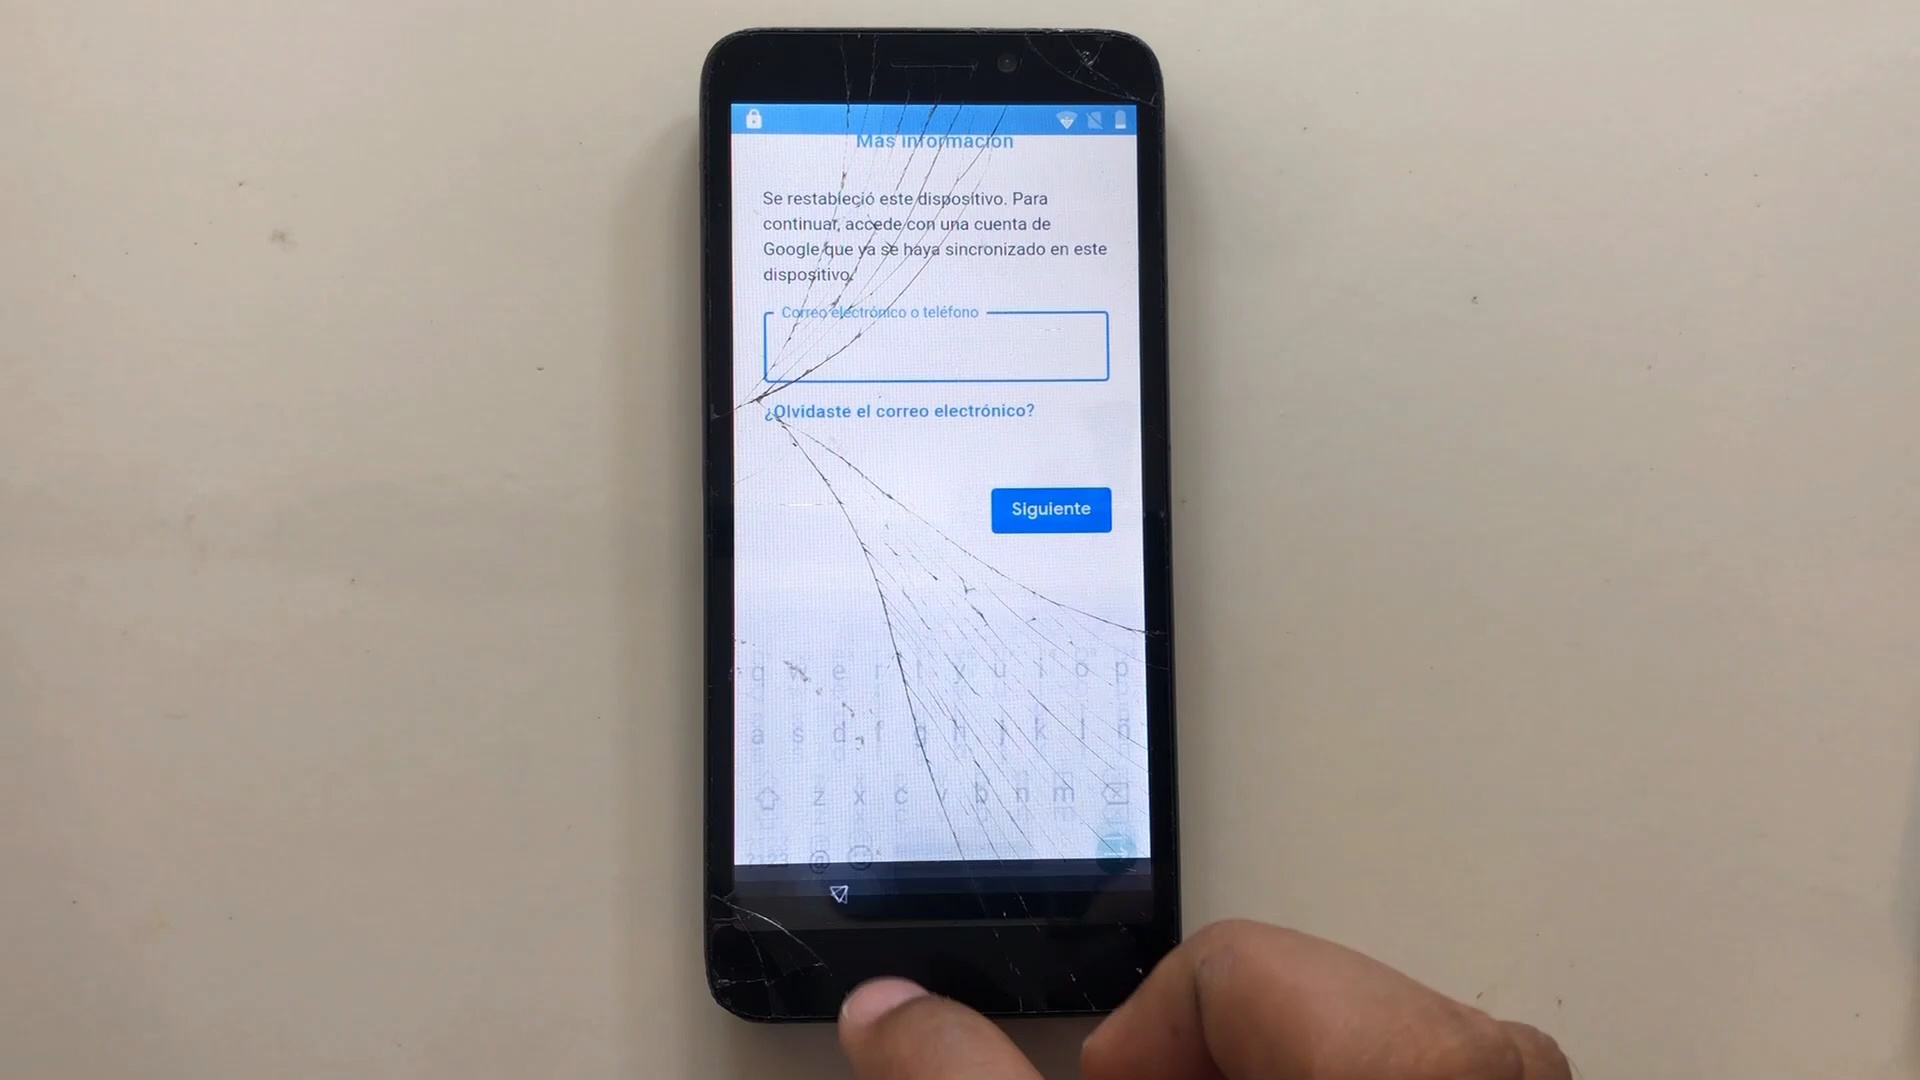 Más información
Se restableció este dispositivo. Para
continuar, accede con una cuenta de
Google que ya se haya sincronizado en este
dispositivo.
Correo electrónico o teléfono
¿Olvidaste el correo electrónico?
Siguiente
q w e r t y u i o p
a s d f g h j k l ñ
z x c v b n m
?123 @